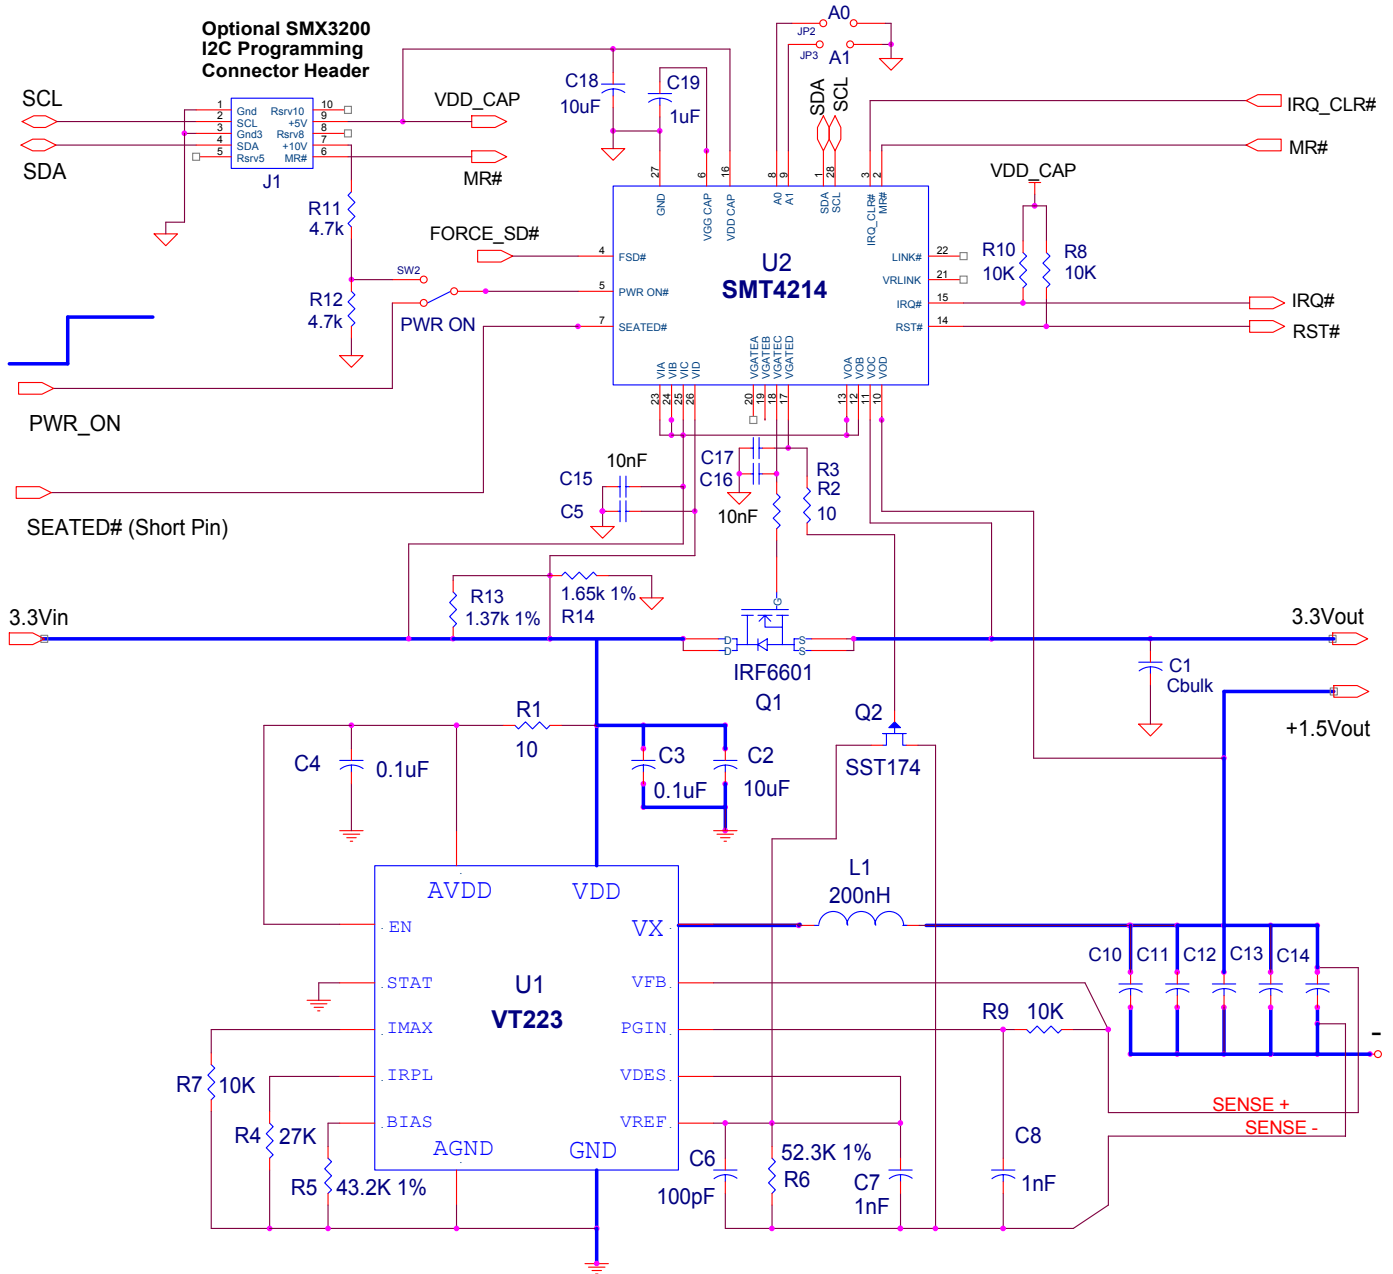 Optional SMX3200
I2C Programming
Connector Header
SCL
SDA
1
2
3
4
5
Gnd
SCL
Gnd3
SDA
Rsrv5
Rsrv10
+5V
Rsrv8
+10V
MR#
10
9
8
7
6
J1
VDD_CAP
MR#
C18
10uF
C19
1uF
JP2
A0
JP3
A1
SDA
SCL
IRQ_CLR#
MR#
VDD_CAP
R11
4.7k
R12
4.7k
SW2
PWR ON
FORCE_SD#
27
6
16
8
9
1
28
3
2
GND
VGG CAP
VDD CAP
A0
A1
SDA
SCL
IRQ_CLR#
MR#
4
FSD#
5
PWR ON#
7
SEATED#
U2
SMT4214
LINK#
22
VRLINK
21
IRQ#
15
RST#
14
R10
10K
R8
10K
IRQ#
RST#
VIA
VIB
VIC
VID
VGATEA
VGATEB
VGATEC
VGATED
VOA
VOB
VOC
VOD
23
24
25
26
20
19
18
17
13
12
11
10
PWR_ON
SEATED# (Short Pin)
10nF
C15
C5
C17
C16
10nF
R3
R2
10
R13
1.37k 1%
1.65k 1%
R14
3.3Vin
G
D
D
S
S
IRF6601
Q1
3.3Vout
C1
Cbulk
+1.5Vout
R1
10
C4
0.1uF
C3
0.1uF
C2
10uF
Q2
SST174
AVDD
VDD
EN
STAT
IMAX
IRPL
BIAS
AGND
GND
VX
VFB
PGIN
VDES
VREF
U1
VT223
L1
200nH
C10
C11
C12
C13
C14
-
R9
10K
R7
10K
R4
27K
R5
43.2K 1%
C6
100pF
52.3K 1%
R6
C7
1nF
C8
1nF
SENSE +
SENSE -